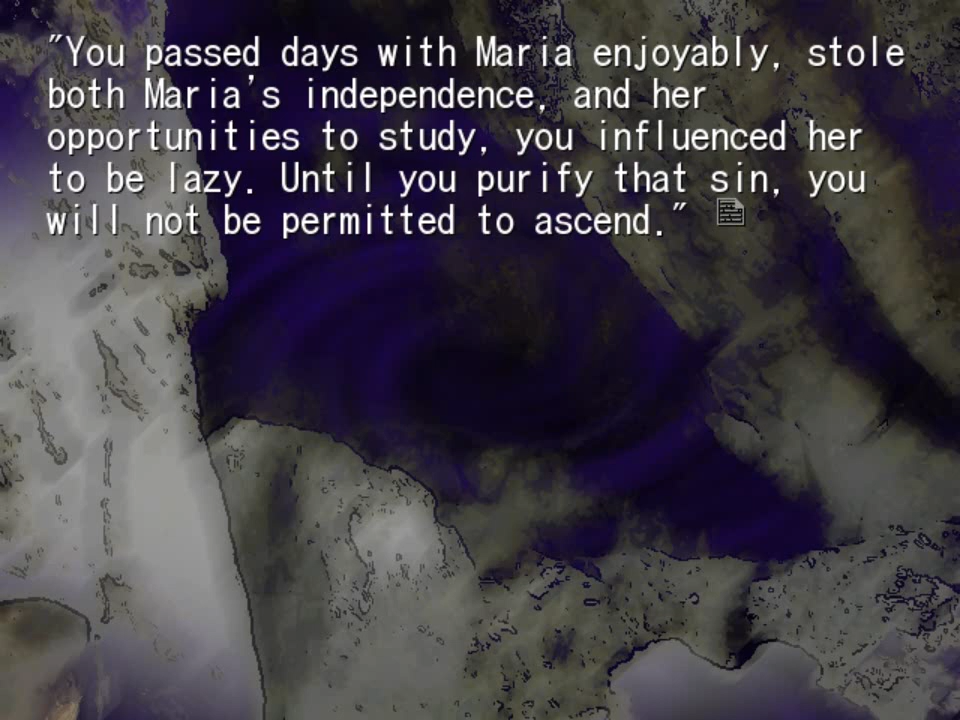 "You passed days with Maria enjoyably, stole
both Maria's independence, and her
opportunities to study, you influenced her
to be lazy. Until you purify that sin, you
will not be permitted to ascend."